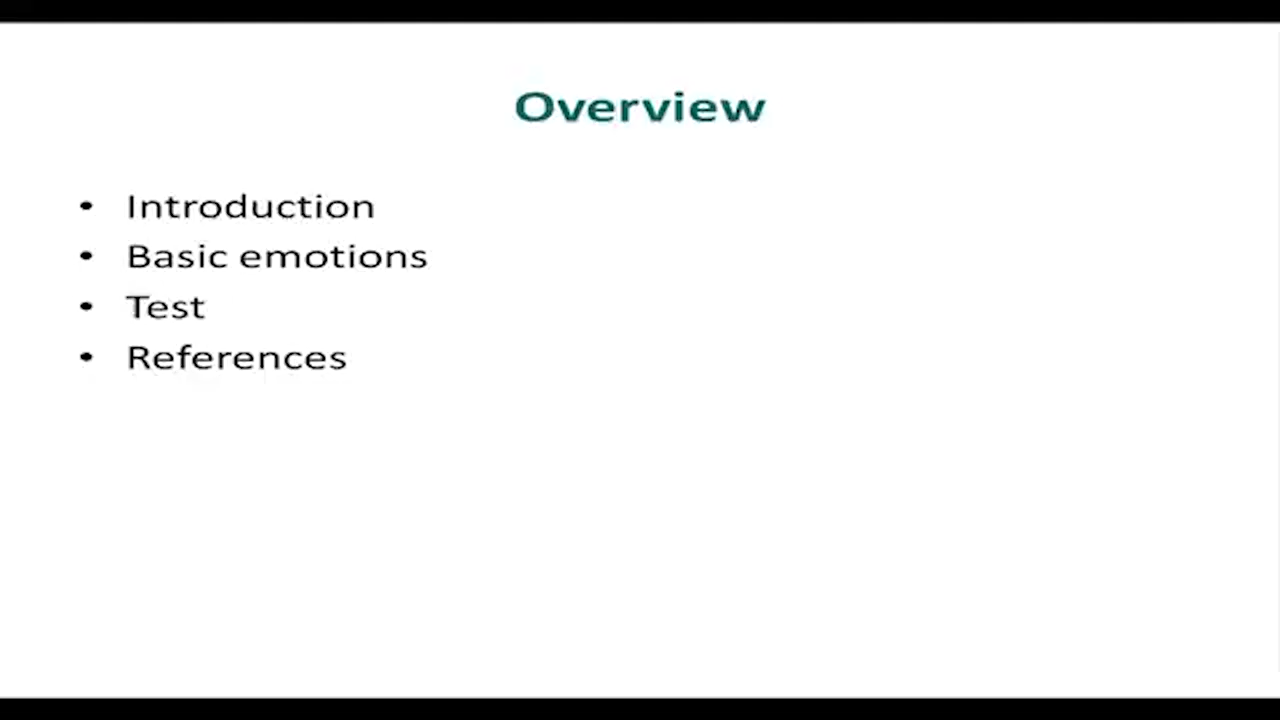 Overview
• Introduction
• Basic emotions
• Test
• References